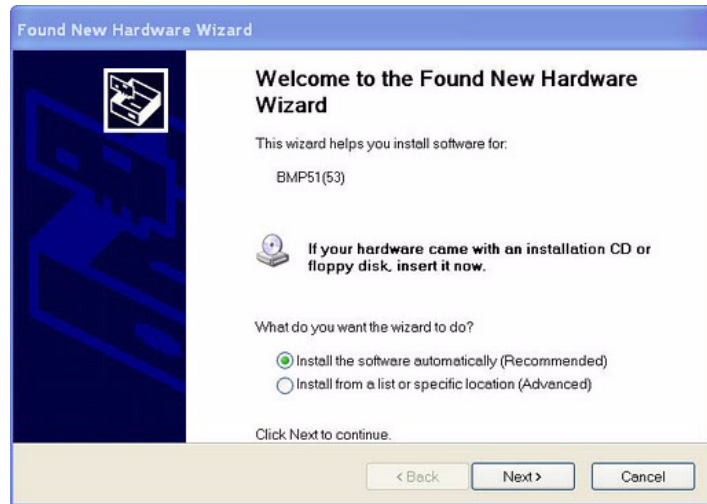 Found New Hardware Wizard
Welcome to the Found New Hardware
Wizard
This wizard helps you install software for:
BMP51(53)
If your hardware came with an installation CD or
floppy disk, insert it now.
What do you want the wizard to do?
Install the software automatically (Recommended)
Install from a list or specific location (Advanced)
Click Next to continue.
< Back
Next >
Cancel